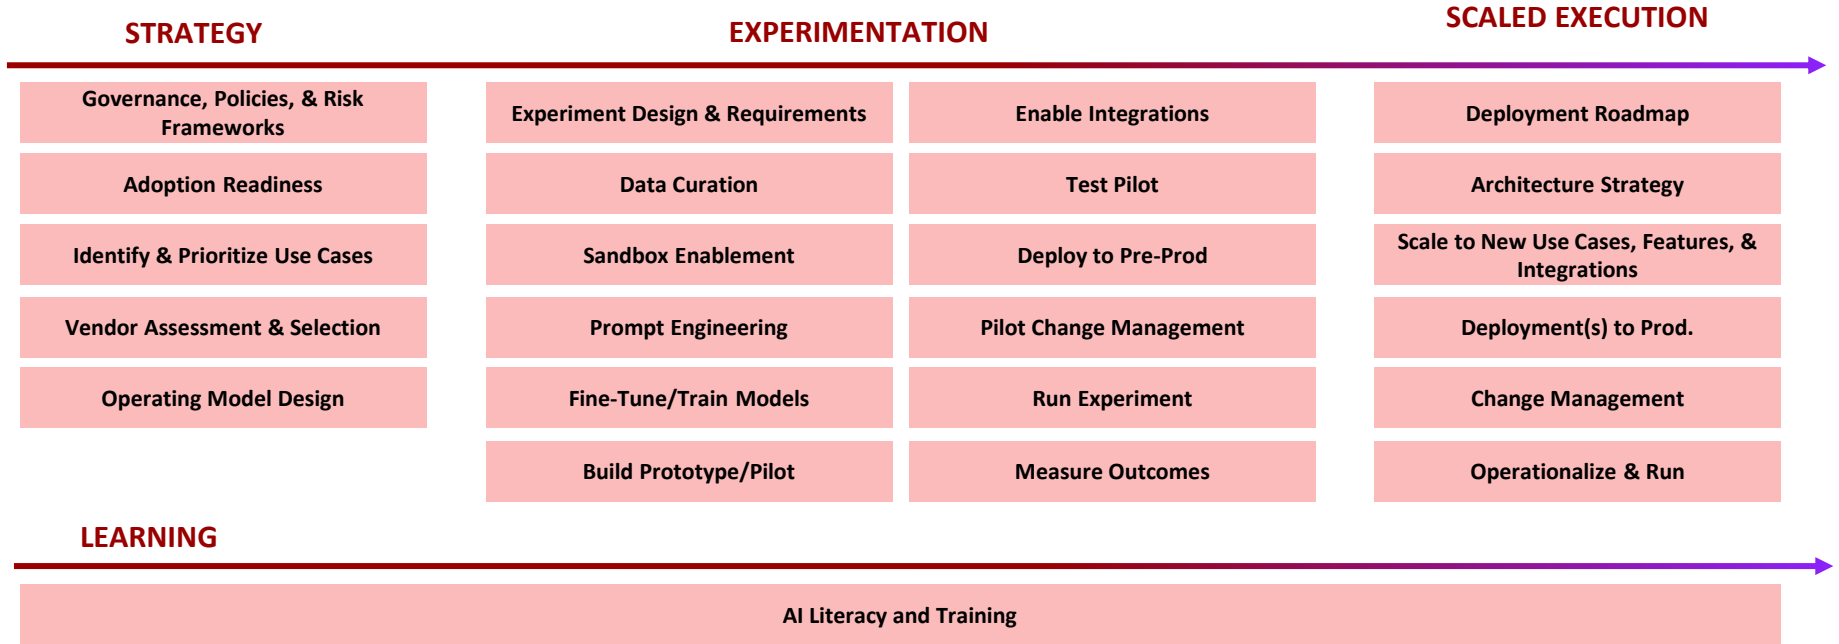 STRATEGY
EXPERIMENTATION
SCALED EXECUTION
Governance, Policies, & Risk
Frameworks
Adoption Readiness
Identify & Prioritize Use Cases
Vendor Assessment & Selection
Operating Model Design
Experiment Design & Requirements
Data Curation
Sandbox Enablement
Prompt Engineering
Fine-Tune/Train Models
Build Prototype/Pilot
Enable Integrations
Test Pilot
Deploy to Pre-Prod
Pilot Change Management
Run Experiment
Measure Outcomes
Deployment Roadmap
Architecture Strategy
Scale to New Use Cases, Features, &
Integrations
Deployment(s) to Prod.
Change Management
Operationalize & Run
LEARNING
AI Literacy and Training